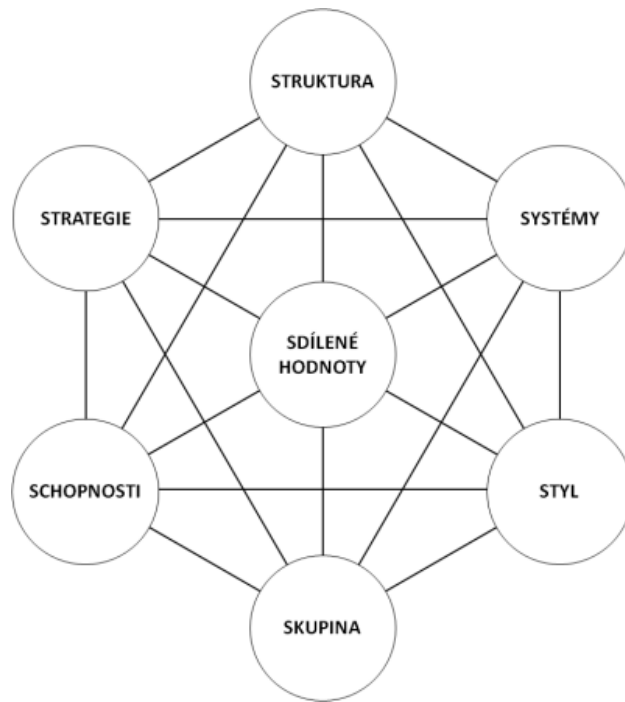 STRUKTURA
STRATEGIE
SYSTÉMY
SDÍLENÉ
HODNOTY
SCHOPNOSTI
STYL
SKUPINA